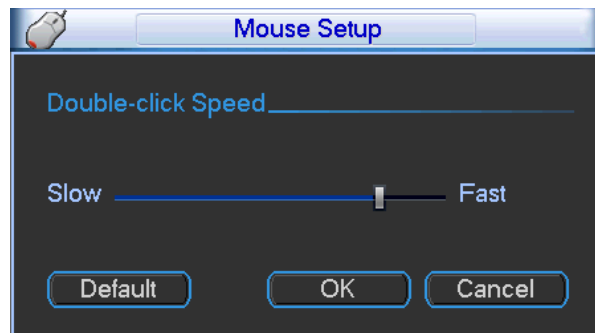 Mouse Setup
Double-click Speed
Slow Fast
Default OK Cancel